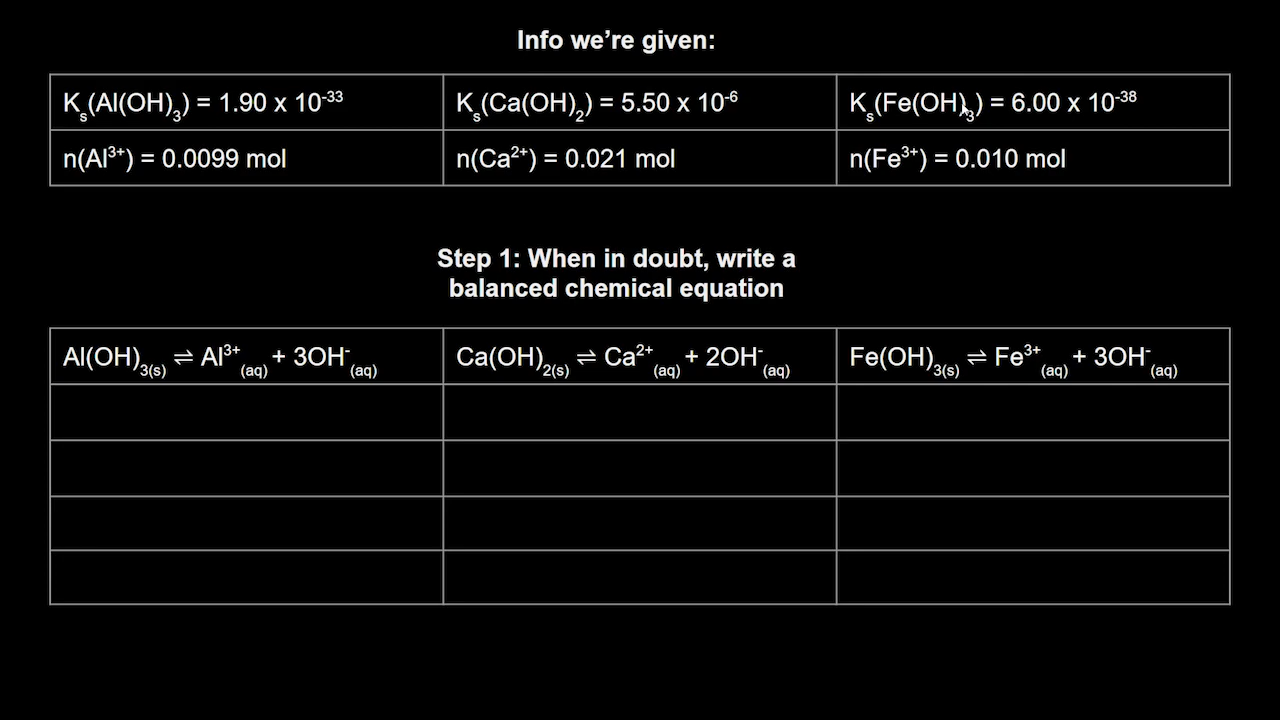 Info we’re given:
Kₛ(Al(OH)₃) = 1.90 x 10⁻³³
Kₛ(Ca(OH)₂) = 5.50 x 10⁻⁶
Kₛ(Fe(OH)₃) = 6.00 x 10⁻³⁸
n(Al³⁺) = 0.0099 mol
n(Ca²⁺) = 0.021 mol
n(Fe³⁺) = 0.010 mol
Step 1: When in doubt, write a
balanced chemical equation
Al(OH)₃₍ₛ₎ ⇌ Al³⁺(aq) + 3OH⁻(aq)
Ca(OH)₂₍ₛ₎ ⇌ Ca²⁺(aq) + 2OH⁻(aq)
Fe(OH)₃₍ₛ₎ ⇌ Fe³⁺(aq) + 3OH⁻(aq)